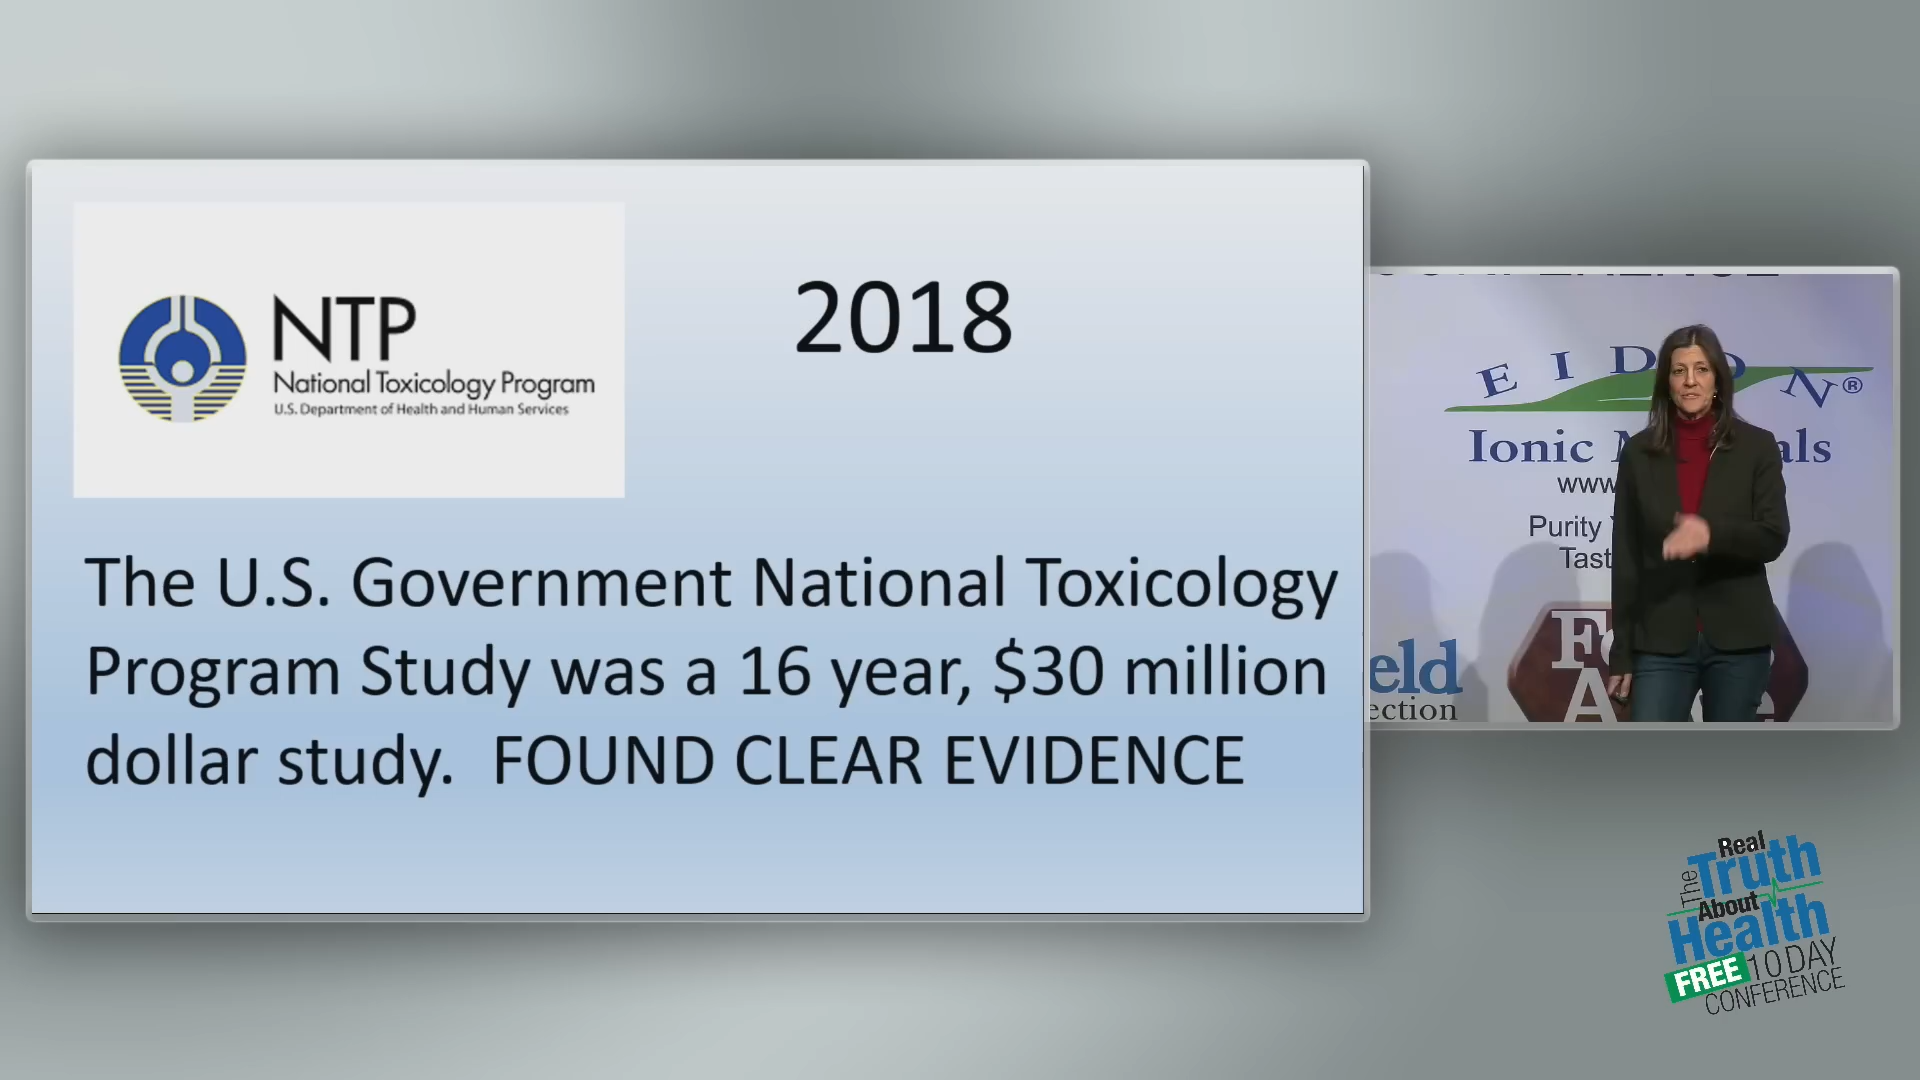 NTP
National Toxicology Program
U.S. Department of Health and Human Services
2018
The U.S. Government National Toxicology
Program Study was a 16 year, $30 million
dollar study. FOUND CLEAR EVIDENCE
EIDON®
Ionic
www
Purity
eld
ection
The Real
Truth
About
Health
FREE 10 DAY
CONFERENCE